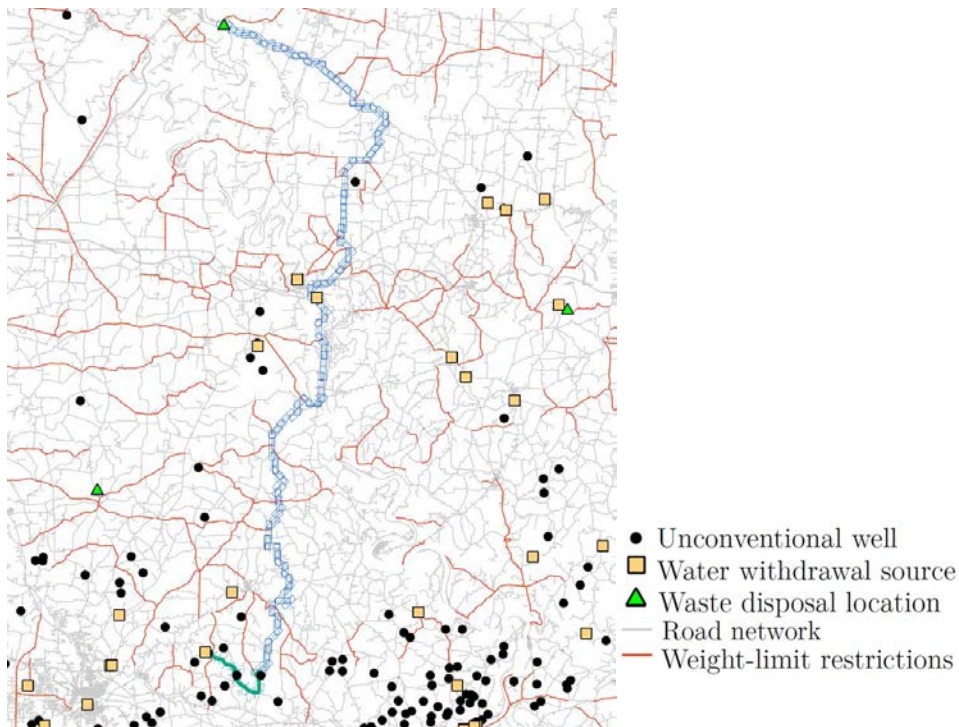 Unconventional well
Water withdrawal source
Waste disposal location
Road network
Weight-limit restrictions